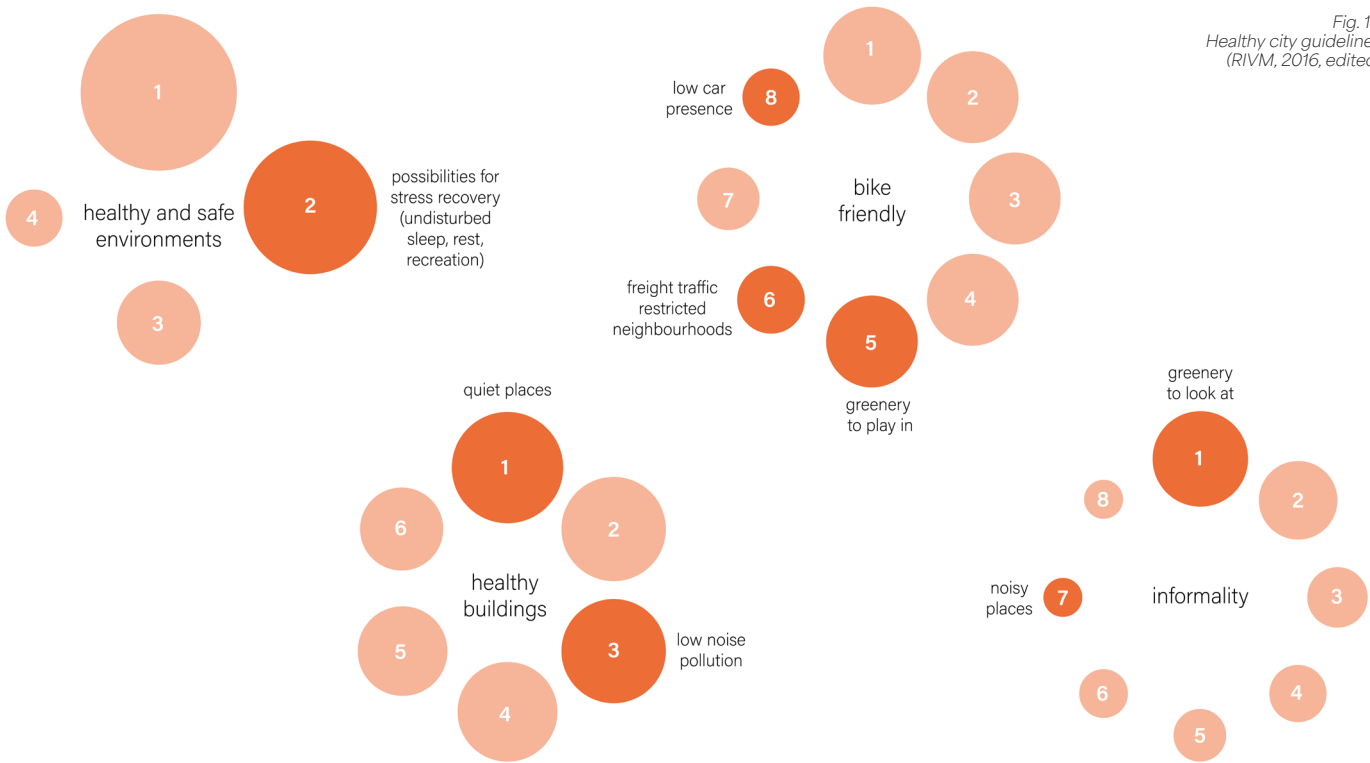 Fig. 1
Healthy city guideline
(RIVM, 2016, edited
1
2
possibilities for
stress recovery
(undisturbed
sleep, rest,
recreation)
3
4
healthy and safe
environments
1
2
3
4
5
greenery
to play in
6
freight traffic
restricted
neighbourhoods
7
8
low car
presence
bike
friendly
quiet places
1
2
3
low noise
pollution
4
5
6
healthy
buildings
greenery
to look at
1
2
3
4
5
6
7
noisy
places
8
informality